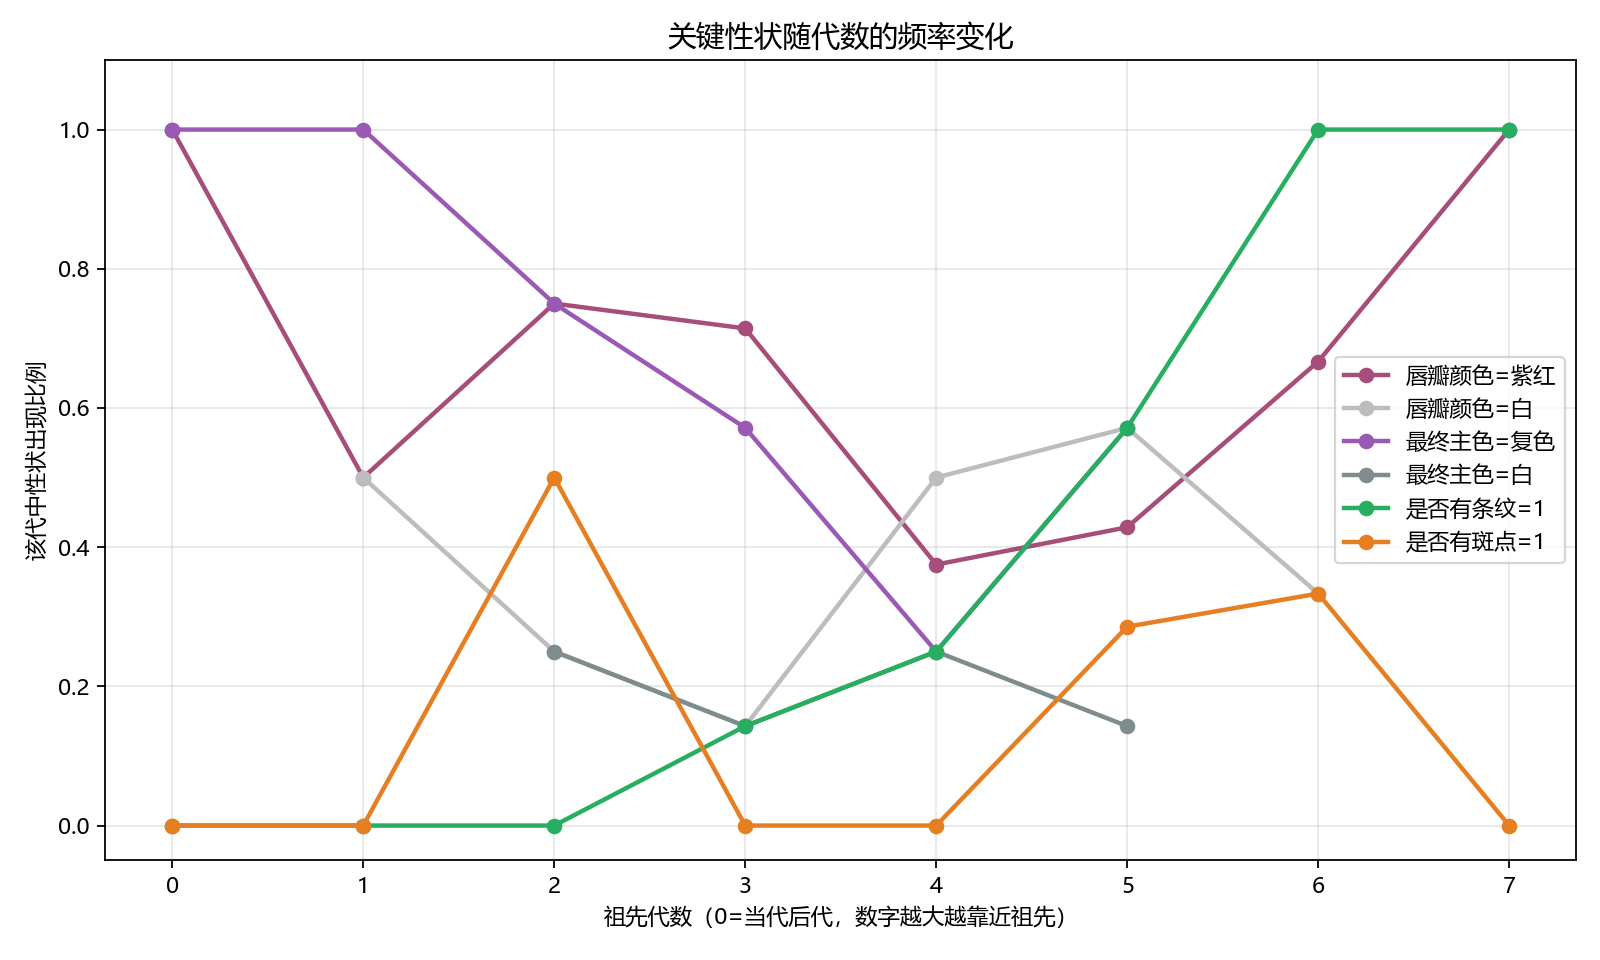 关键性状随代数的频率变化
该代中性状出现比例
1.0
0.8
0.6
0.4
0.2
0.0
唇瓣颜色=紫红
唇瓣颜色=白
最终主色=复色
最终主色=白
是否有条纹=1
是否有斑点=1
0 1 2 3 4 5 6 7
祖先代数（0=当代后代，数字越大越靠近祖先）